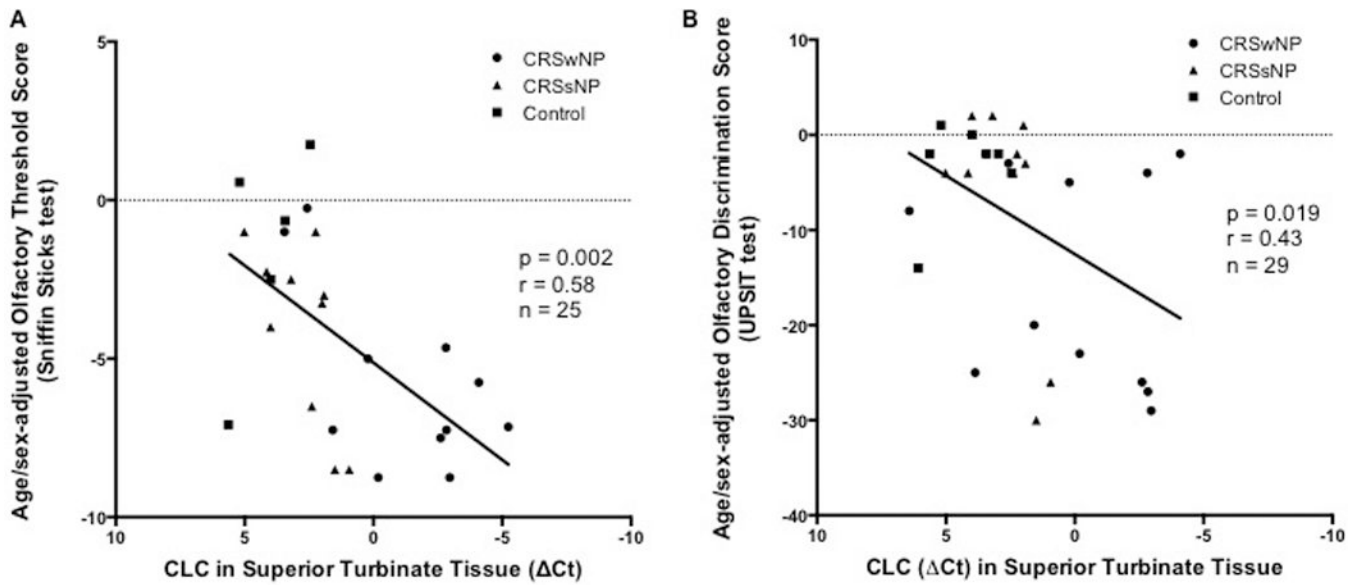 A
Age/sex-adjusted Olfactory Threshold Score
(Sniffin Sticks test)
5
0
-5
-10
10
5
0
-5
-10
CLC in Superior Turbinate Tissue (ΔCt)
CRSwNP
CRSsNP
Control
p = 0.002
r = 0.58
n = 25
B
Age/sex-adjusted Olfactory Discrimination Score
(UPSIT test)
10
0
-10
-20
-30
-40
10
5
0
-5
-10
CLC (ΔCt) in Superior Turbinate Tissue
CRSwNP
CRSsNP
Control
p = 0.019
r = 0.43
n = 29